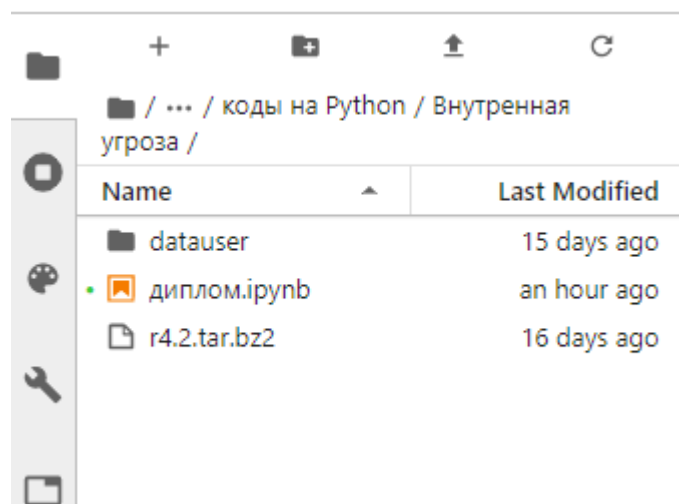 / ··· / коды на Python / Внутренная
угроза /
Name Last Modified
datauser 15 days ago
диплом.ipynb an hour ago
r4.2.tar.bz2 16 days ago